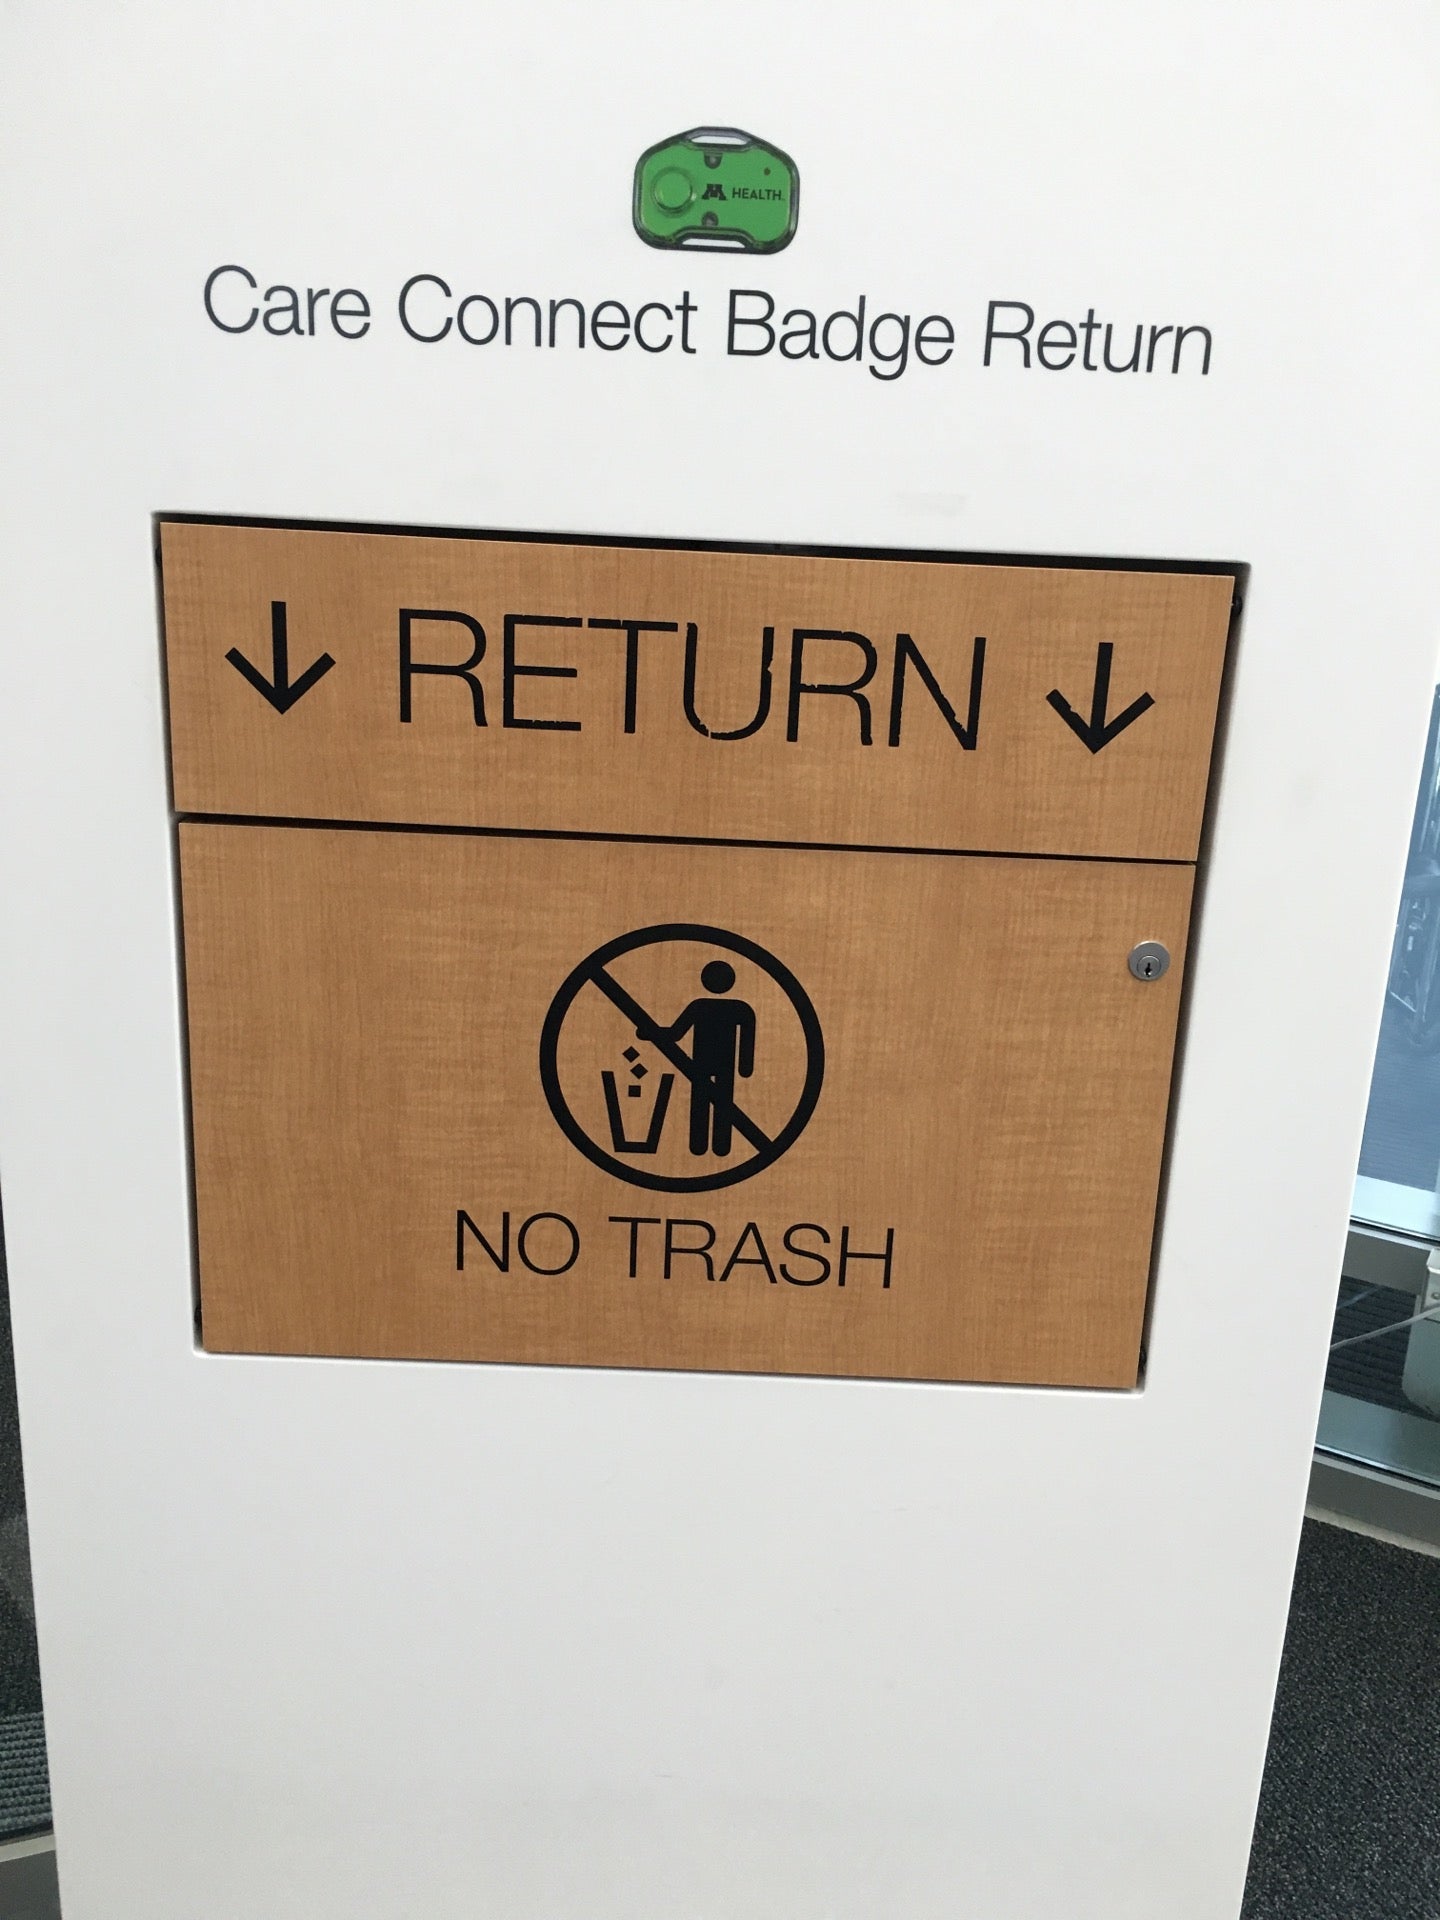 M HEALTH
Care Connect Badge Return
↓ RETURN ↓
NO TRASH